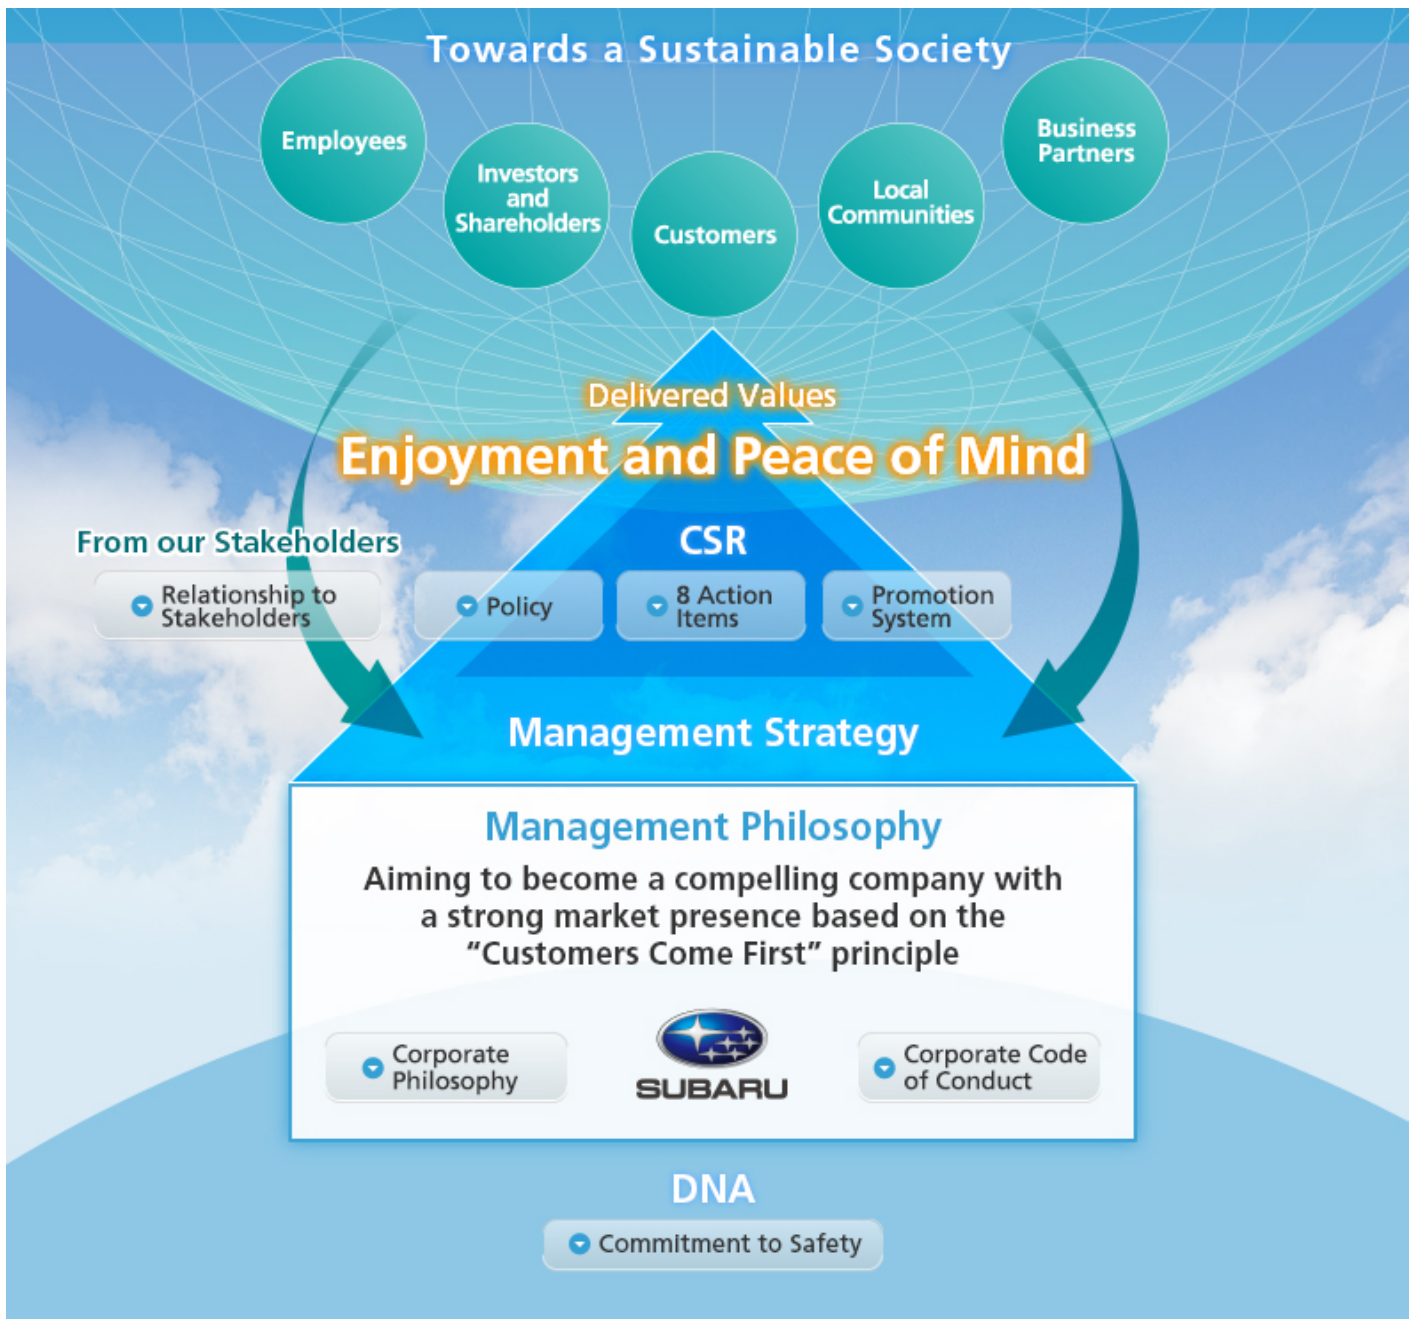 Towards a Sustainable Society
Employees
Investors
and
Shareholders
Customers
Local
Communities
Business
Partners
Delivered Values
Enjoyment and Peace of Mind
From our Stakeholders
Relationship to
Stakeholders
CSR
Policy
8 Action
Items
Promotion
System
Management Strategy
Management Philosophy
Aiming to become a compelling company with
a strong market presence based on the
“Customers Come First” principle
Corporate
Philosophy
SUBARU
Corporate Code
of Conduct
DNA
Commitment to Safety